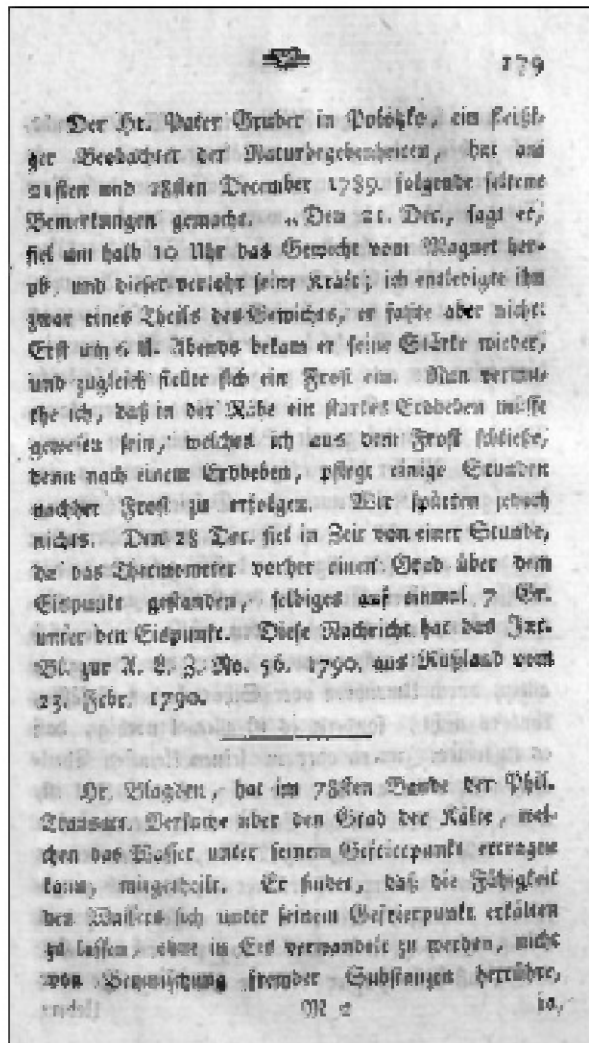 179
Der Hr. Pater Gruber in Polotzko, ein fleißi-
ger Beobachter der Naturbegebenheiten, hat am
21sten und 28sten December 1789. folgende seltene
Bemerkungen gemacht. „Den 21. Dec., sagt er,
fiel um halb 10 Uhr das Gewicht vom Magnet her-
ab, und dieser verlohr seine Kraft; ich entledigte ihn
zwar eines Theils des Gewichts, er faßte aber nicht.
Erst um 6 U. Abends bekam er seine Stärke wieder,
und zugleich stellte sich ein Frost ein. Nun vermu-
the ich, daß in der Nähe ein starkes Erdbeben müsse
gewesen sein, welches ich aus dem Frost schließe,
denn nach einem Erdbeben, pflegt einige Stunden
nachher Frost zu erfolgen. Wir spürten jedoch
nichts. Den 28 Dec. fiel in Zeit von einer Stunde,
da das Thermometer vorher einen Grad über dem
Eispunkt gestanden, selbiges auf einmal 7 Gr.
unter den Eispunkt. Diese Nachricht hat das Int.
Bl. zur A. L. Z. No. 56. 1790. aus Rußland vom
23. Febr. 1790.
Hr. Blagden, hat im 78sten Bande der Phil.
Transact. Versuche über den Grad der Kälte, wel-
chen das Wasser unter seinem Gefrierpunkt ertragen
kann, mitgetheilt. Er findet, daß die Fähigkeit
des Wassers sich unter seinem Gefrierpunkt erkälten
zu lassen, ohne in Eis verwandelt zu werden, nicht
von Beymischung fremder Substanzen herrühre,
M 2 so,